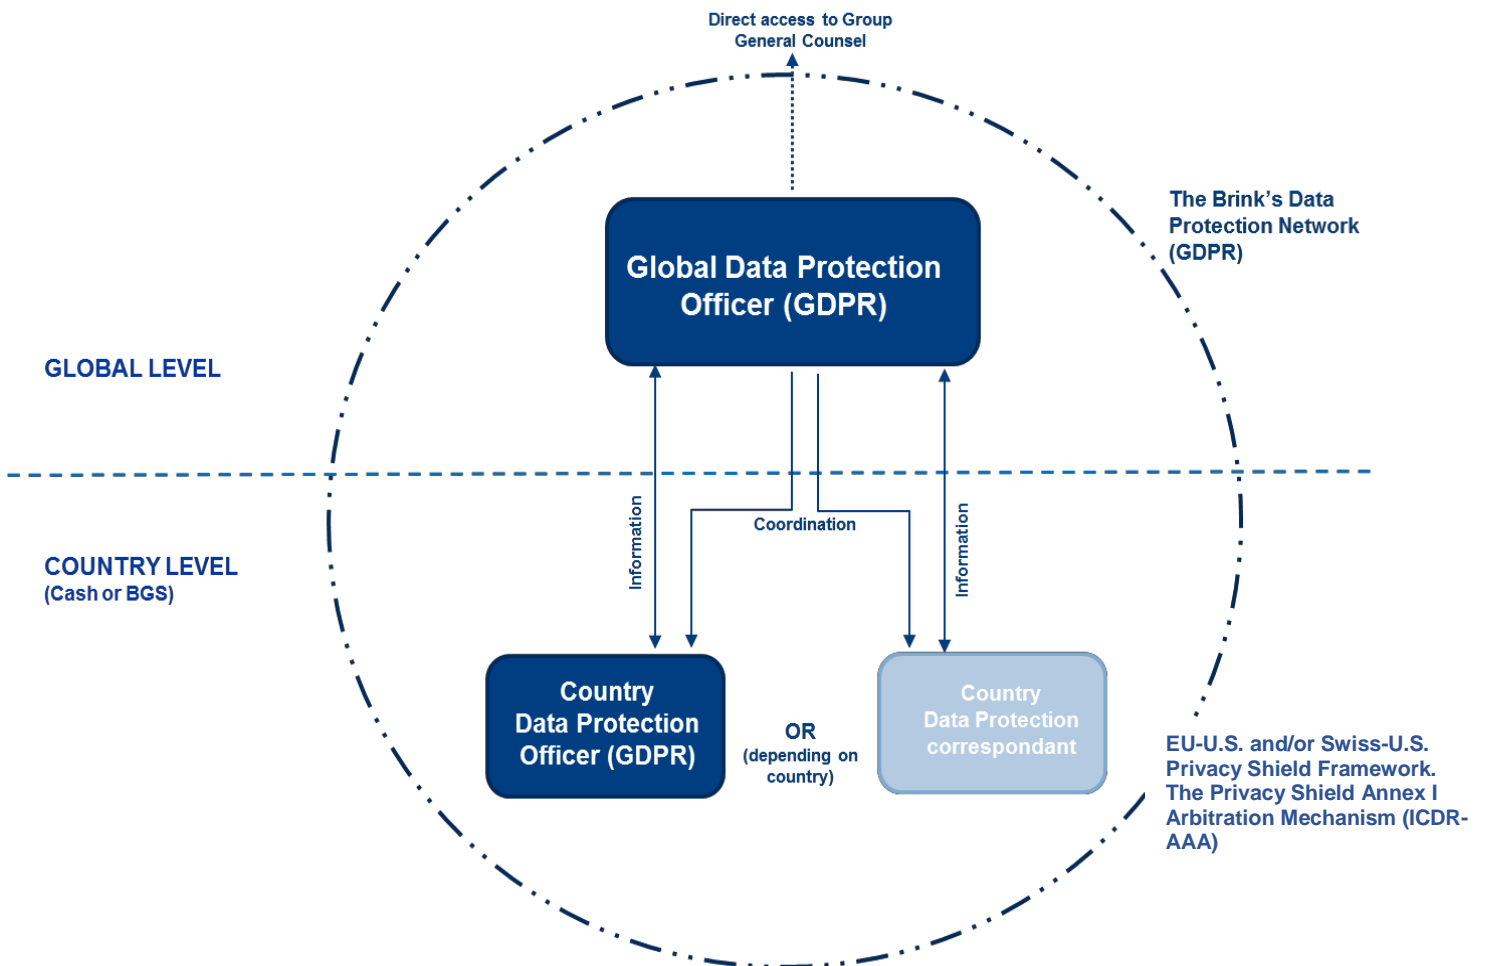 Direct access to Group
General Counsel
The Brink's Data
Protection Network
(GDPR)
Global Data Protection
Officer (GDPR)
GLOBAL LEVEL
COUNTRY LEVEL
(Cash or BGS)
Information
Coordination
Information
Country
Data Protection
Officer (GDPR)
OR
(depending on
country)
Country
Data Protection
correspondant
EU-U.S. and/or Swiss-U.S.
Privacy Shield Framework.
The Privacy Shield Annex I
Arbitration Mechanism (ICDR-
AAA)